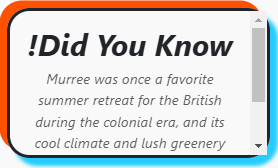 !Did You Know
Murree was once a favorite
summer retreat for the British
during the colonial era, and its
cool climate and lush greenery